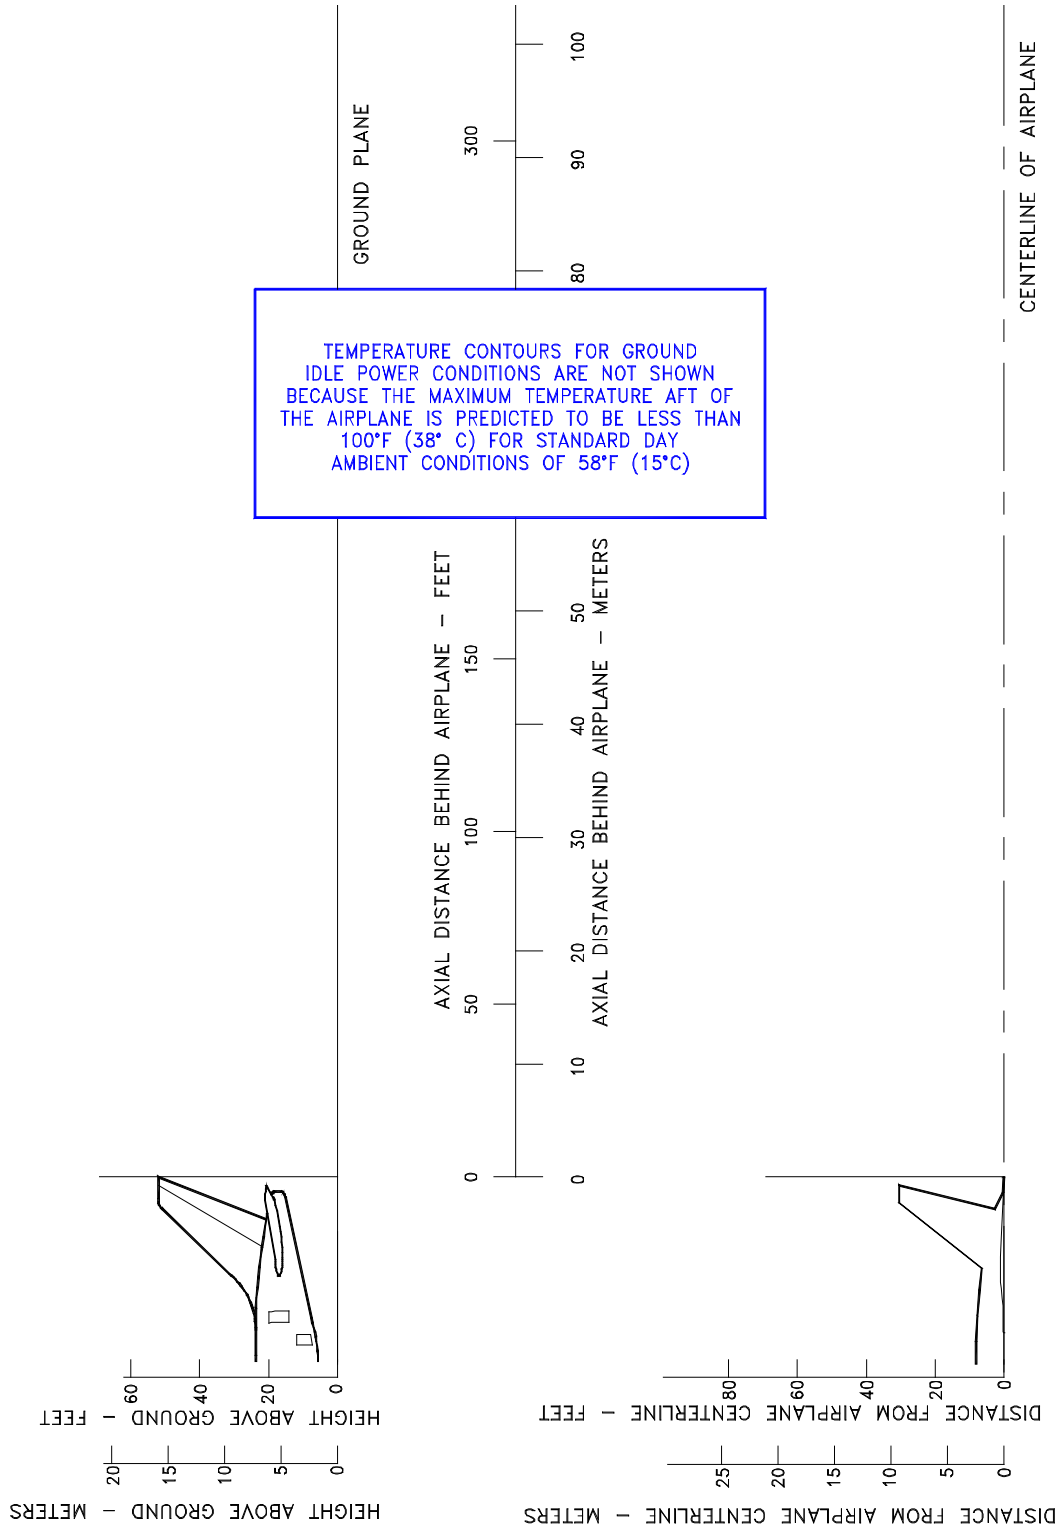 100
300
GROUND PLANE
90
CENTERLINE OF AIRPLANE
80
TEMPERATURE CONTOURS FOR GROUND
IDLE POWER CONDITIONS ARE NOT SHOWN
BECAUSE THE MAXIMUM TEMPERATURE AFT OF
THE AIRPLANE IS PREDICTED TO BE LESS THAN
100°F (38° C) FOR STANDARD DAY
AMBIENT CONDITIONS OF 58°F (15°C)
AXIAL DISTANCE BEHIND AIRPLANE - FEET
AXIAL DISTANCE BEHIND AIRPLANE - METERS
50
150
40
100
30
20
50
10
0
0
60
40
20
0
HEIGHT ABOVE GROUND - FEET
80
60
40
20
0
DISTANCE FROM AIRPLANE CENTERLINE - FEET
20
15
10
5
0
HEIGHT ABOVE GROUND - METERS
25
20
15
10
5
0
DISTANCE FROM AIRPLANE CENTERLINE - METERS